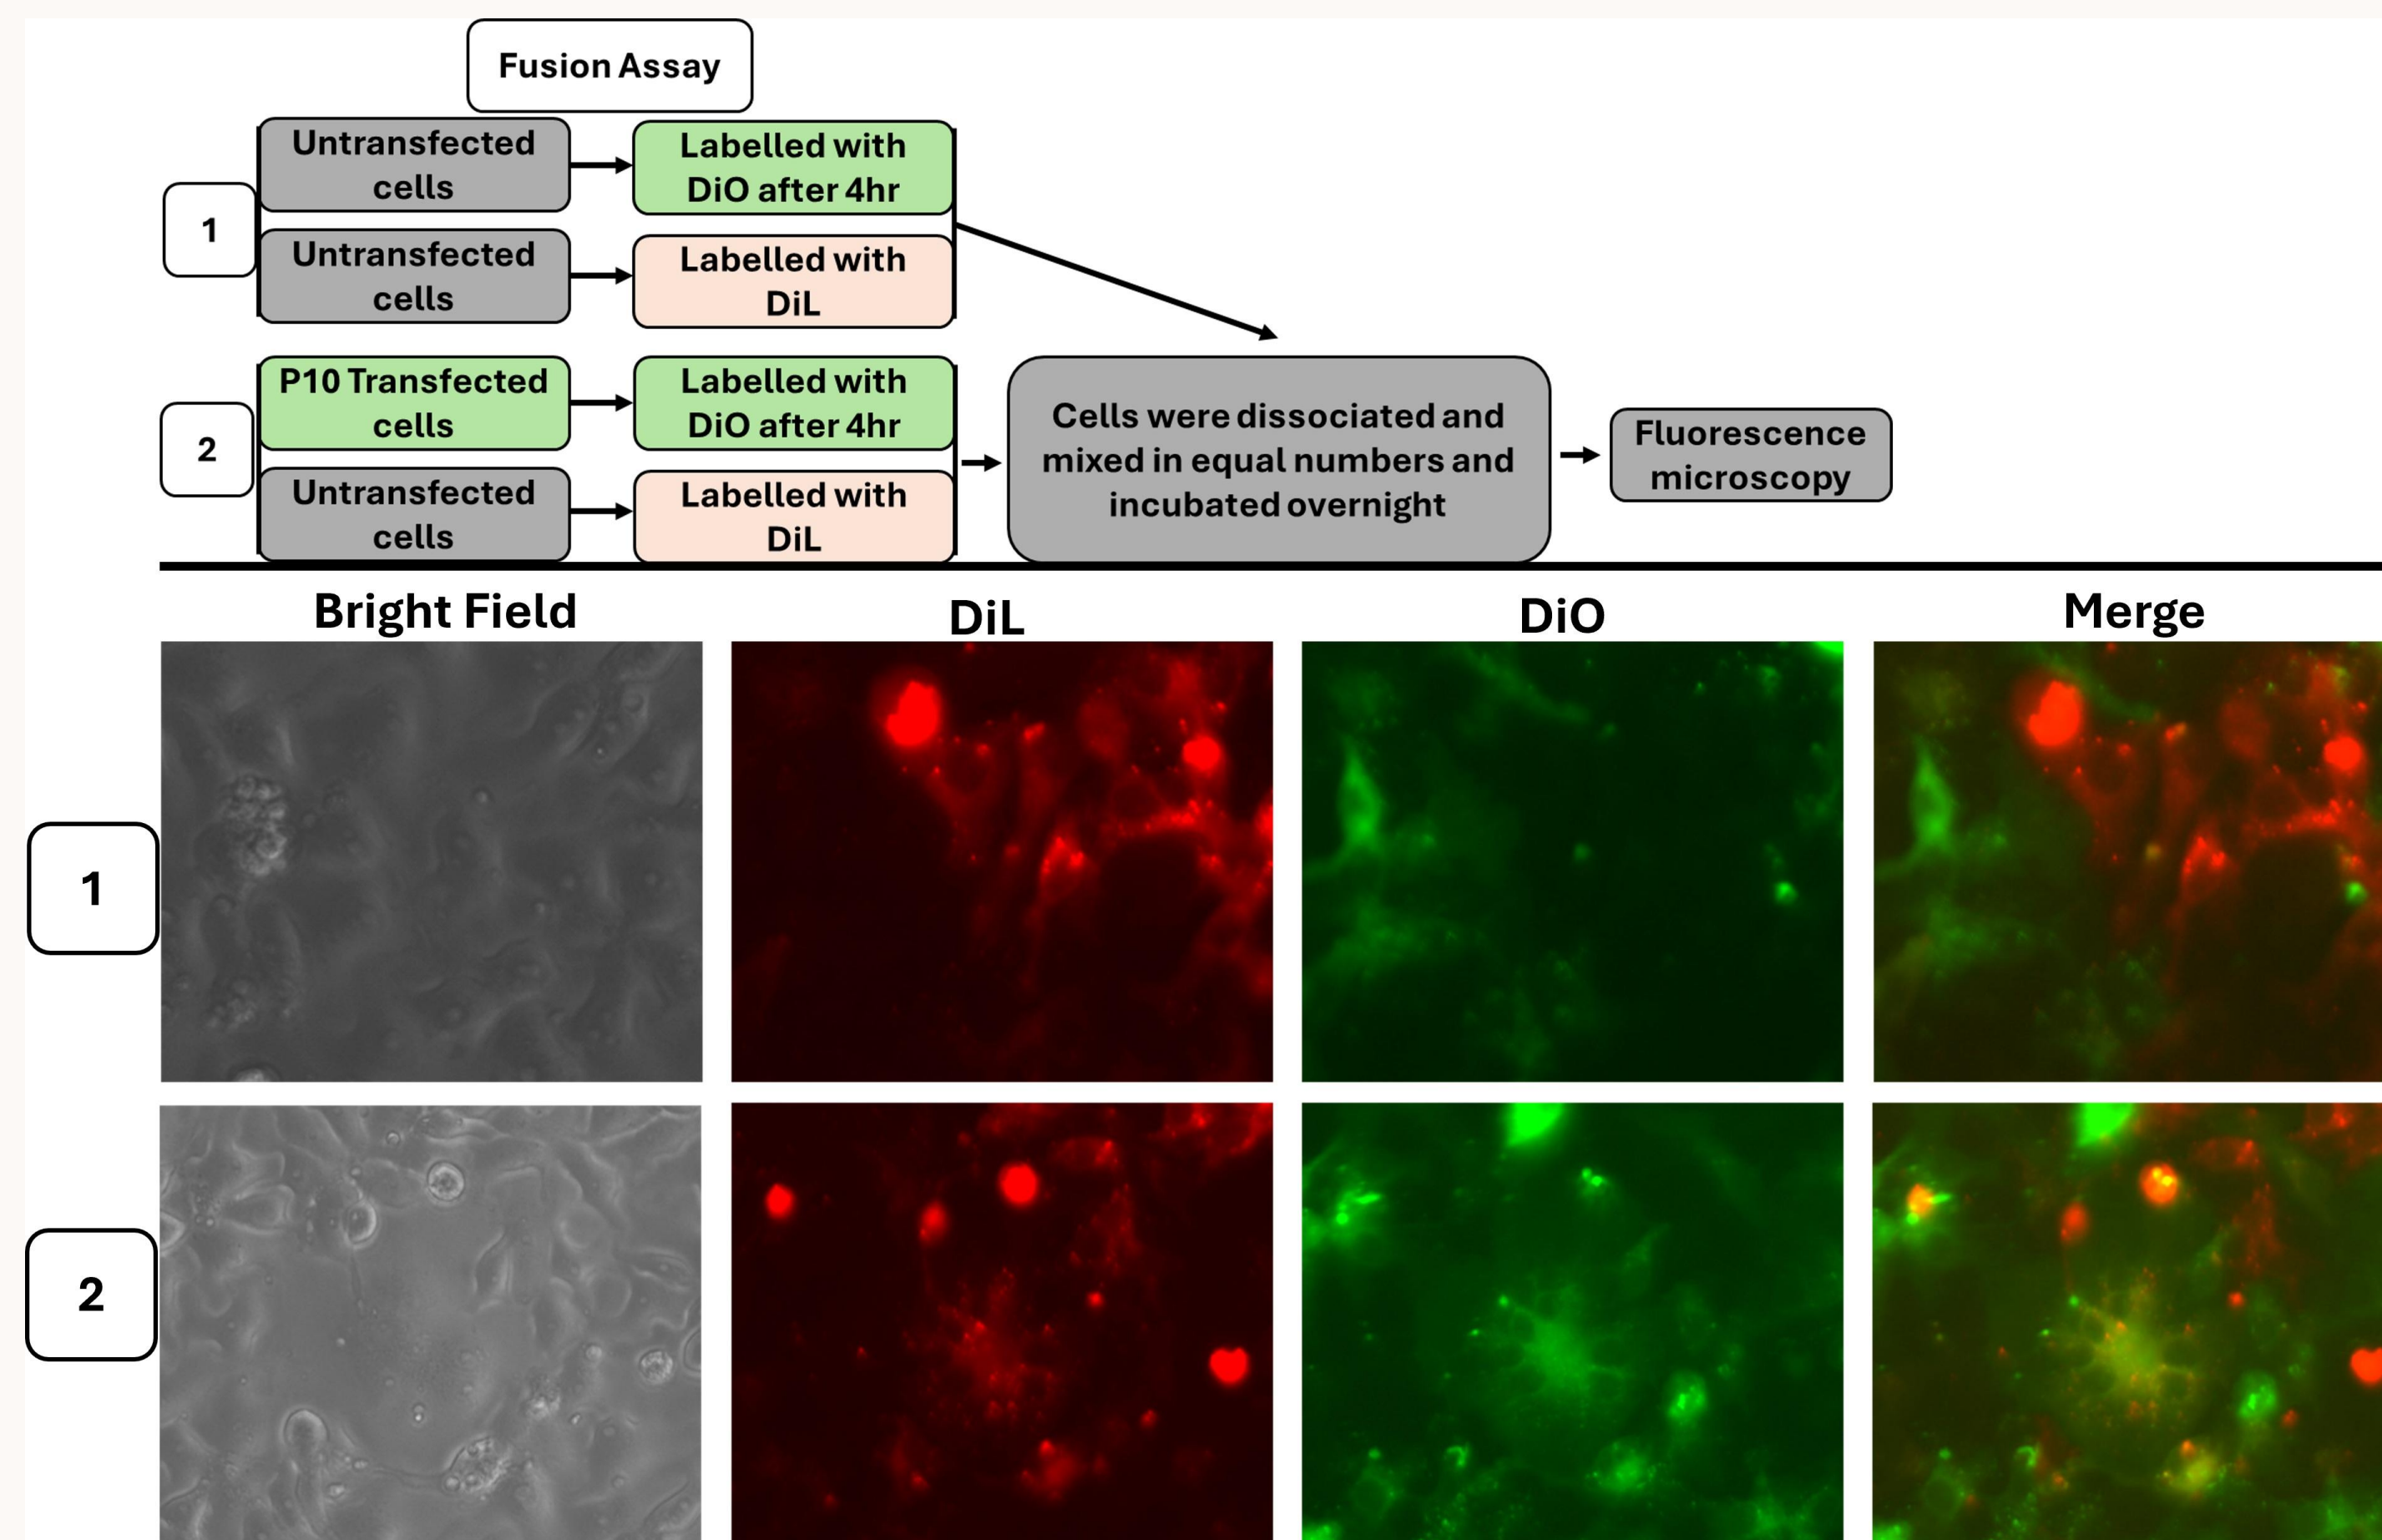 Fusion Assay
1
Untransfected
cells
Labelled with
DiO after 4hr
Untransfected
cells
Labelled with
DiL
2
P10 Transfected
cells
Labelled with
DiO after 4hr
Untransfected
cells
Labelled with
DiL
Cells were dissociated and
mixed in equal numbers and
incubated overnight
Fluorescence
microscopy
Bright Field
DiL
DiO
Merge
1
2